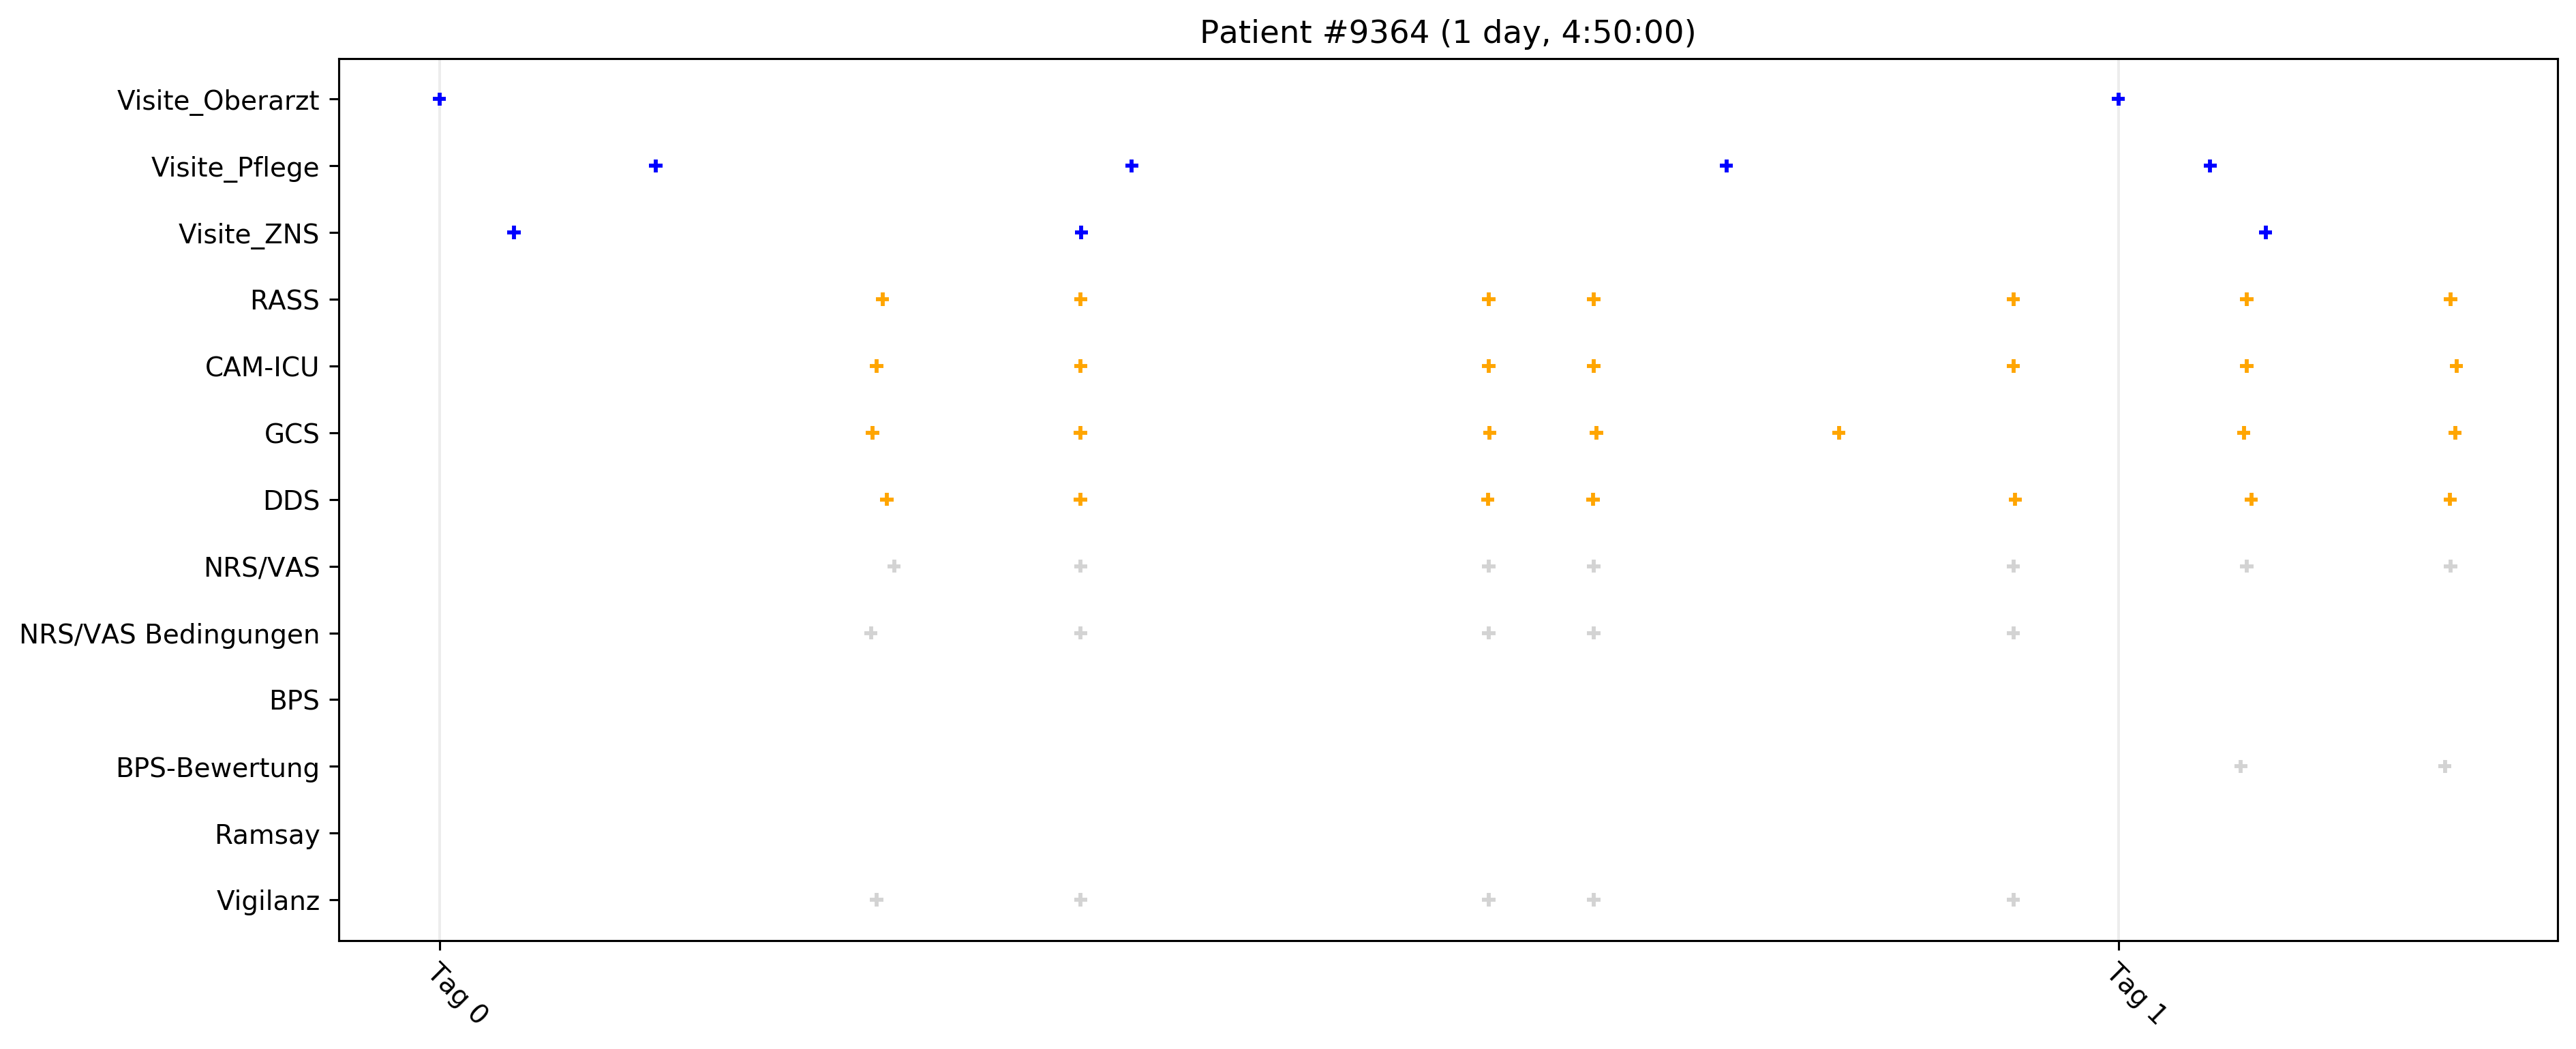 Patient #9364 (1 day, 4:50:00)
Visite_Oberarzt
Visite_Pflege
Visite_ZNS
RASS
CAM-ICU
GCS
DDS
NRS/VAS
NRS/VAS Bedingungen
BPS
BPS-Bewertung
Ramsay
Vigilanz
Tag 0
Tag 1